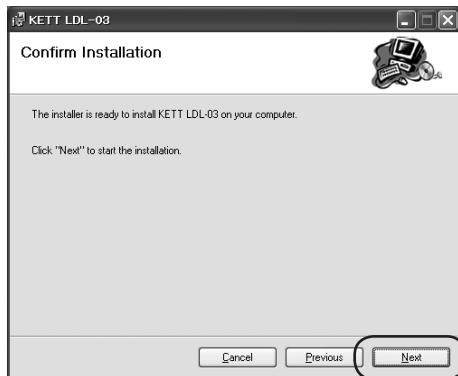 KETT LDL-03
Confirm Installation
The installer is ready to install KETT LDL-03 on your computer.
Click "Next" to start the installation.
Cancel
Previous
Next